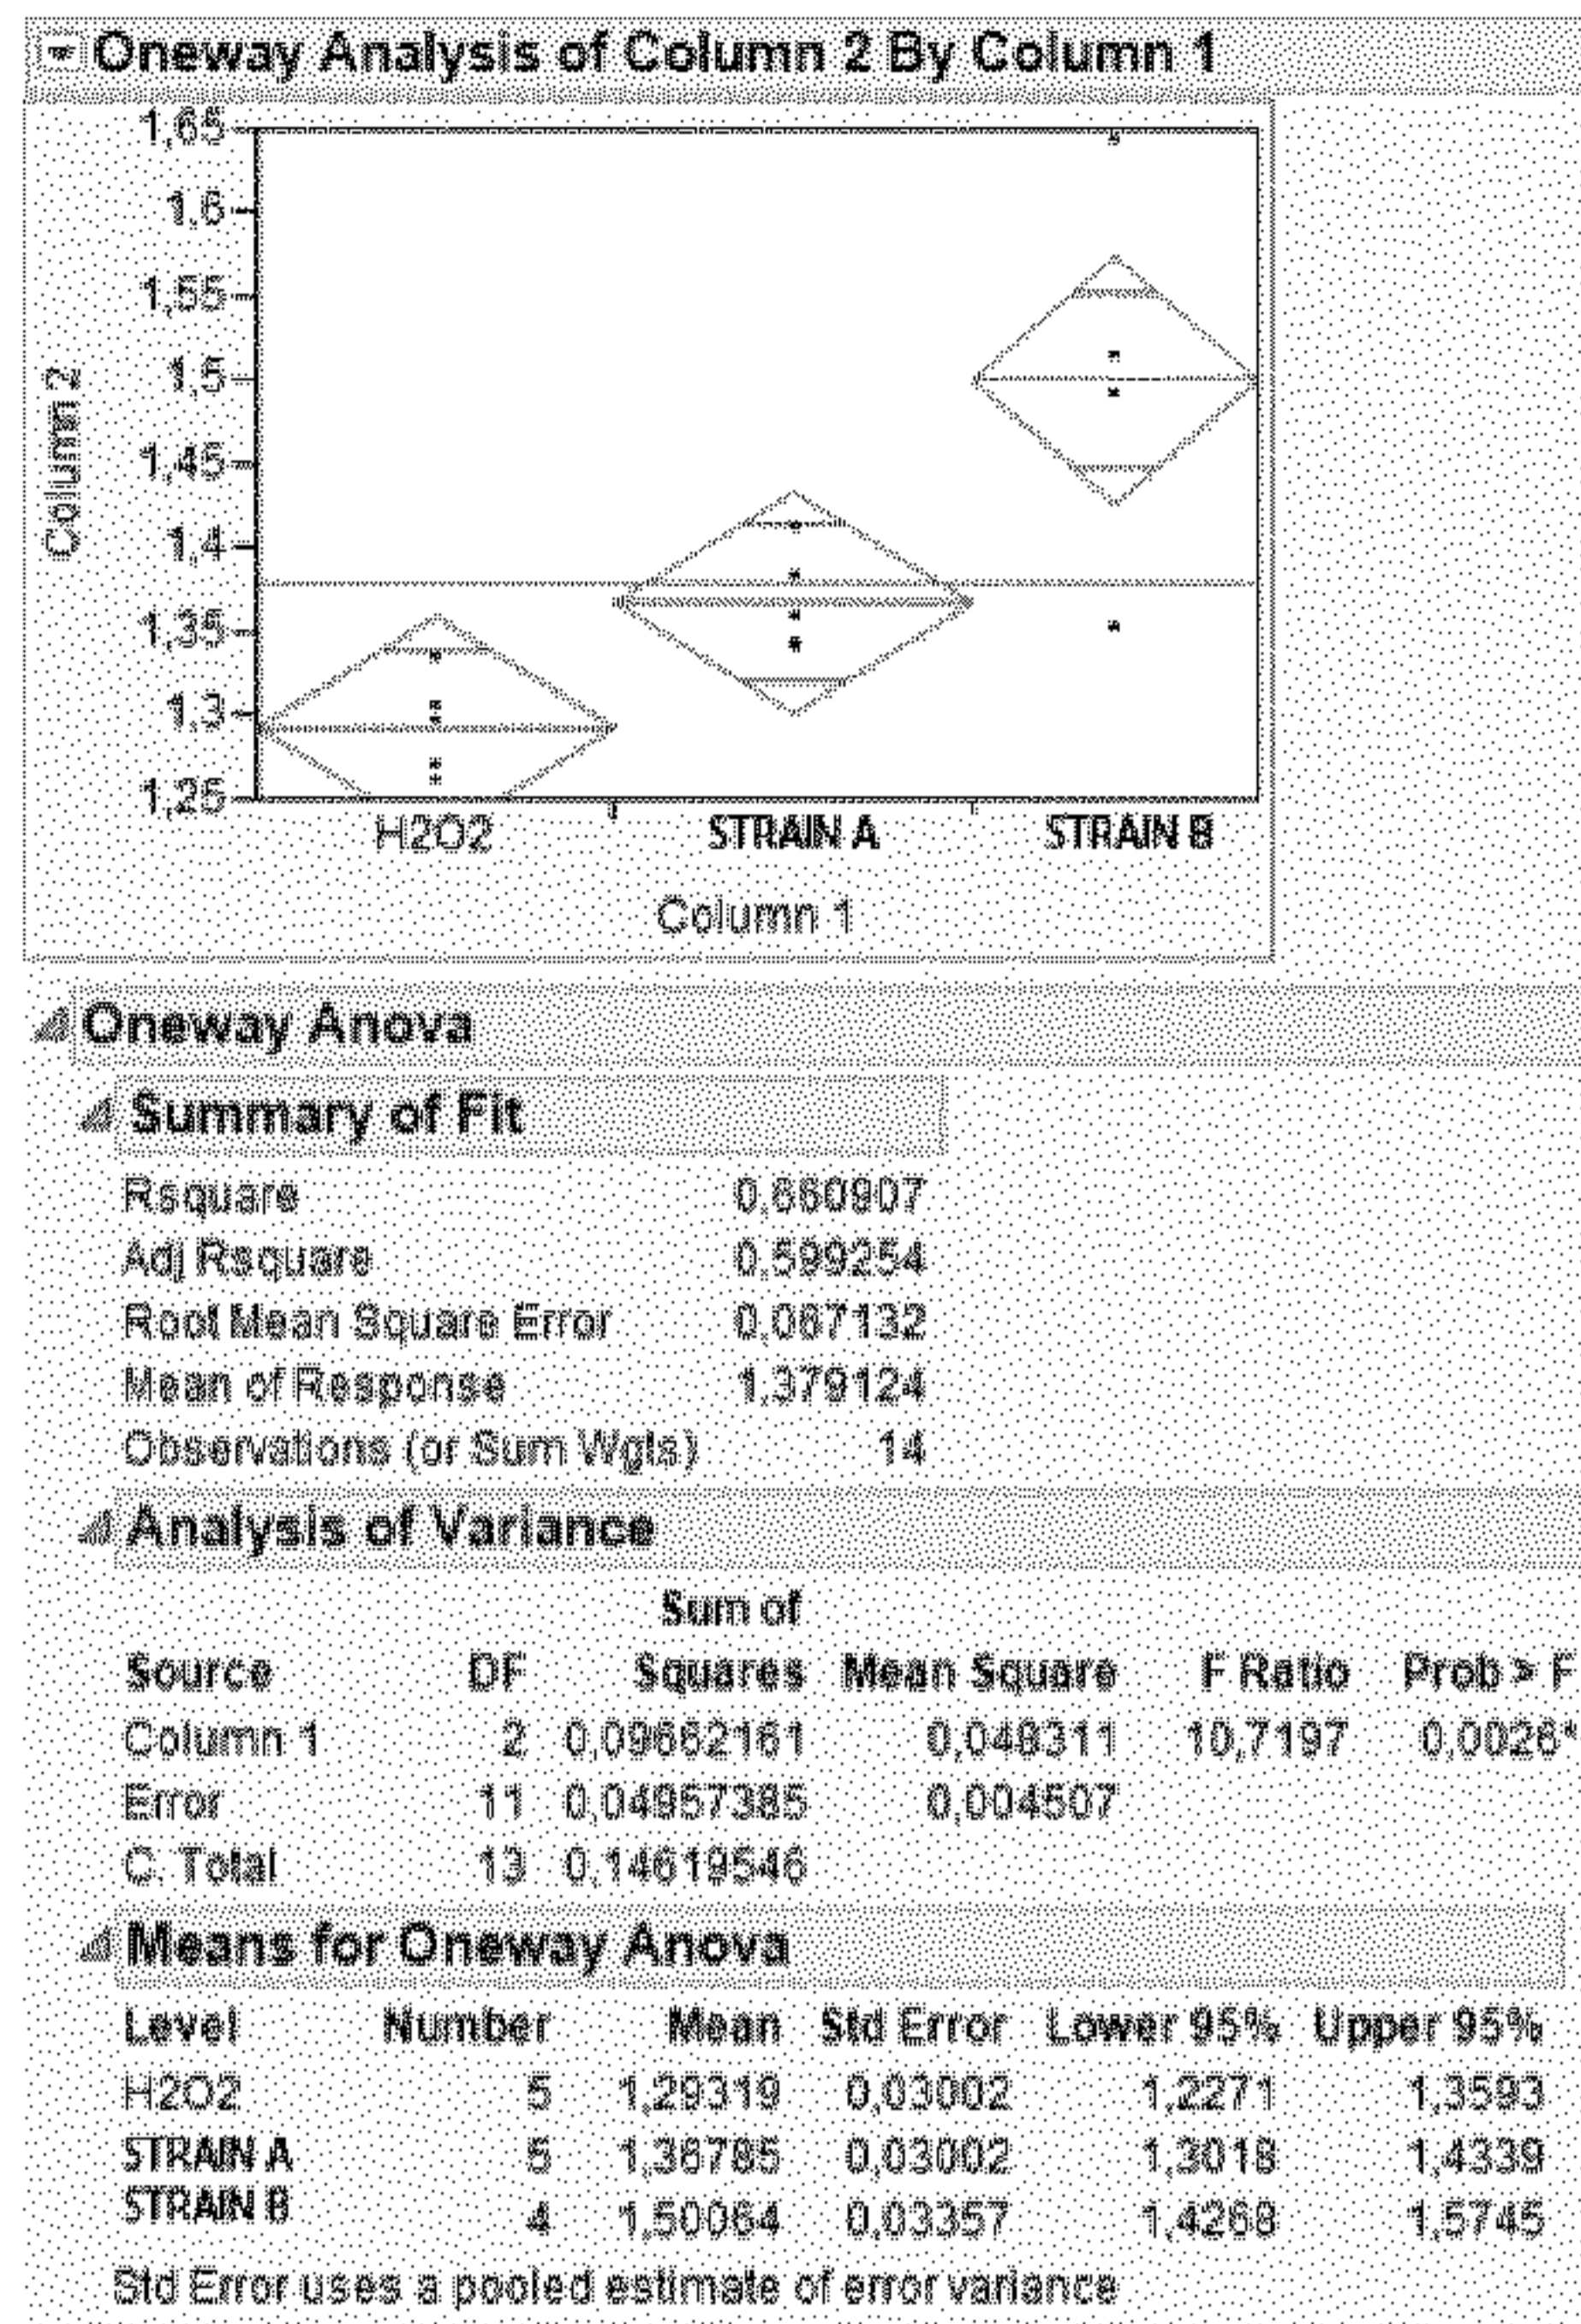 Oneway Analysis of Column 2 By Column 1
1,65
1,6
1,55
1,5
1,45
1,4
1,35
1,3
1,25
Column 2
H2O2 STRAIN A STRAIN B
Column 1
Oneway Anova
Summary of Fit
Rsquare 0,660907
Adj Rsquare 0,599254
Root Mean Square Error 0,067132
Mean of Response 1,379124
Observations (or Sum Wgts) 14
Analysis of Variance
Sum of
Source DF Squares Mean Square F Ratio Prob > F
Column 1 2 0,09662161 0,048311 10,7197 0,0026*
Error 11 0,04957385 0,004507
C. Total 13 0,14619546
Means for Oneway Anova
Level Number Mean Std Error Lower 95% Upper 95%
H2O2 5 1,29319 0,03002 1,2271 1,3593
STRAIN A 5 1,36785 0,03002 1,3018 1,4339
STRAIN B 4 1,50064 0,03357 1,4268 1,5745
Std Error uses a pooled estimate of error variance